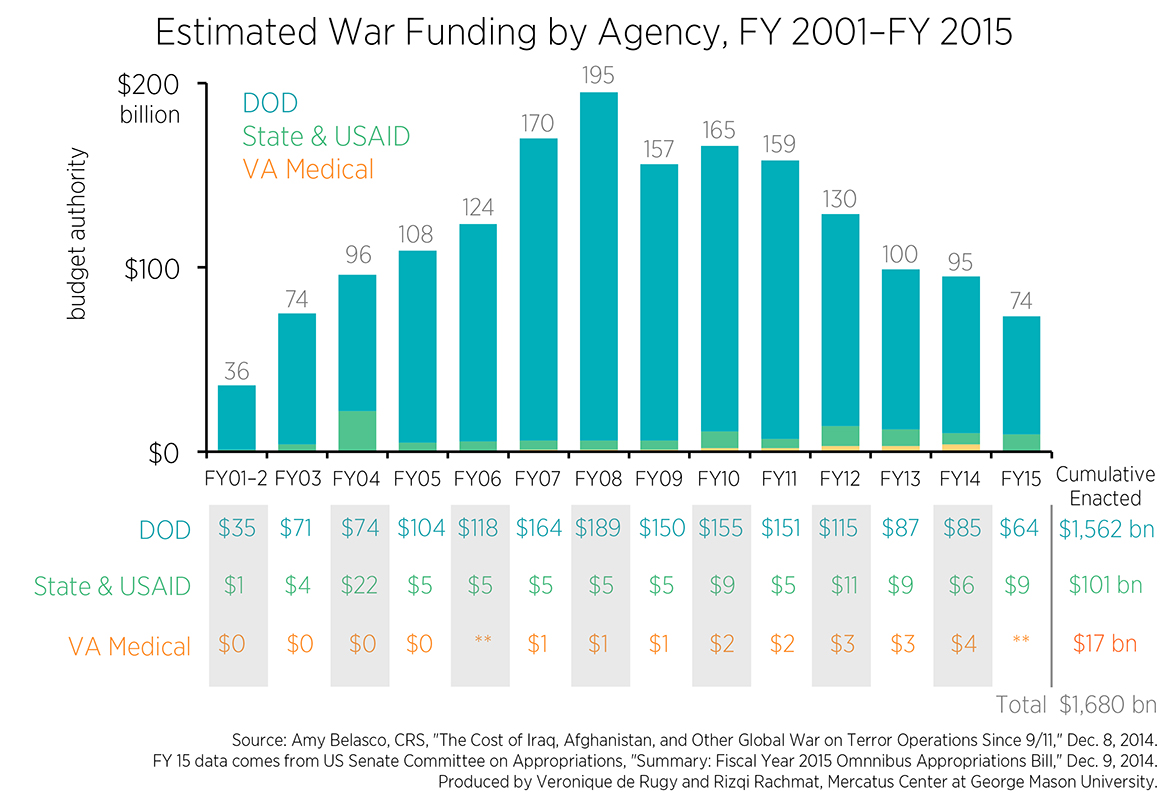 Estimated War Funding by Agency, FY 2001–FY 2015
$200
billion
budget authority
$100
$0
DOD
State & USAID
VA Medical
36
74
96
108
124
170
195
157
165
159
130
100
95
74
FY01–2 FY03 FY04 FY05 FY06 FY07 FY08 FY09 FY10 FY11 FY12 FY13 FY14 FY15 Cumulative
Enacted
DOD $35 $71 $74 $104 $118 $164 $189 $150 $155 $151 $115 $87 $85 $64 $1,562 bn
State & USAID $1 $4 $22 $5 $5 $5 $5 $5 $9 $5 $11 $9 $6 $9 $101 bn
VA Medical $0 $0 $0 $0 ** $1 $1 $1 $2 $2 $3 $3 $4 ** $17 bn
Total $1,680 bn
Source: Amy Belasco, CRS, "The Cost of Iraq, Afghanistan, and Other Global War on Terror Operations Since 9/11," Dec. 8, 2014.
FY 15 data comes from US Senate Committee on Appropriations, "Summary: Fiscal Year 2015 Omnnibus Appropriations Bill," Dec. 9, 2014.
Produced by Veronique de Rugy and Rizqi Rachmat, Mercatus Center at George Mason University.